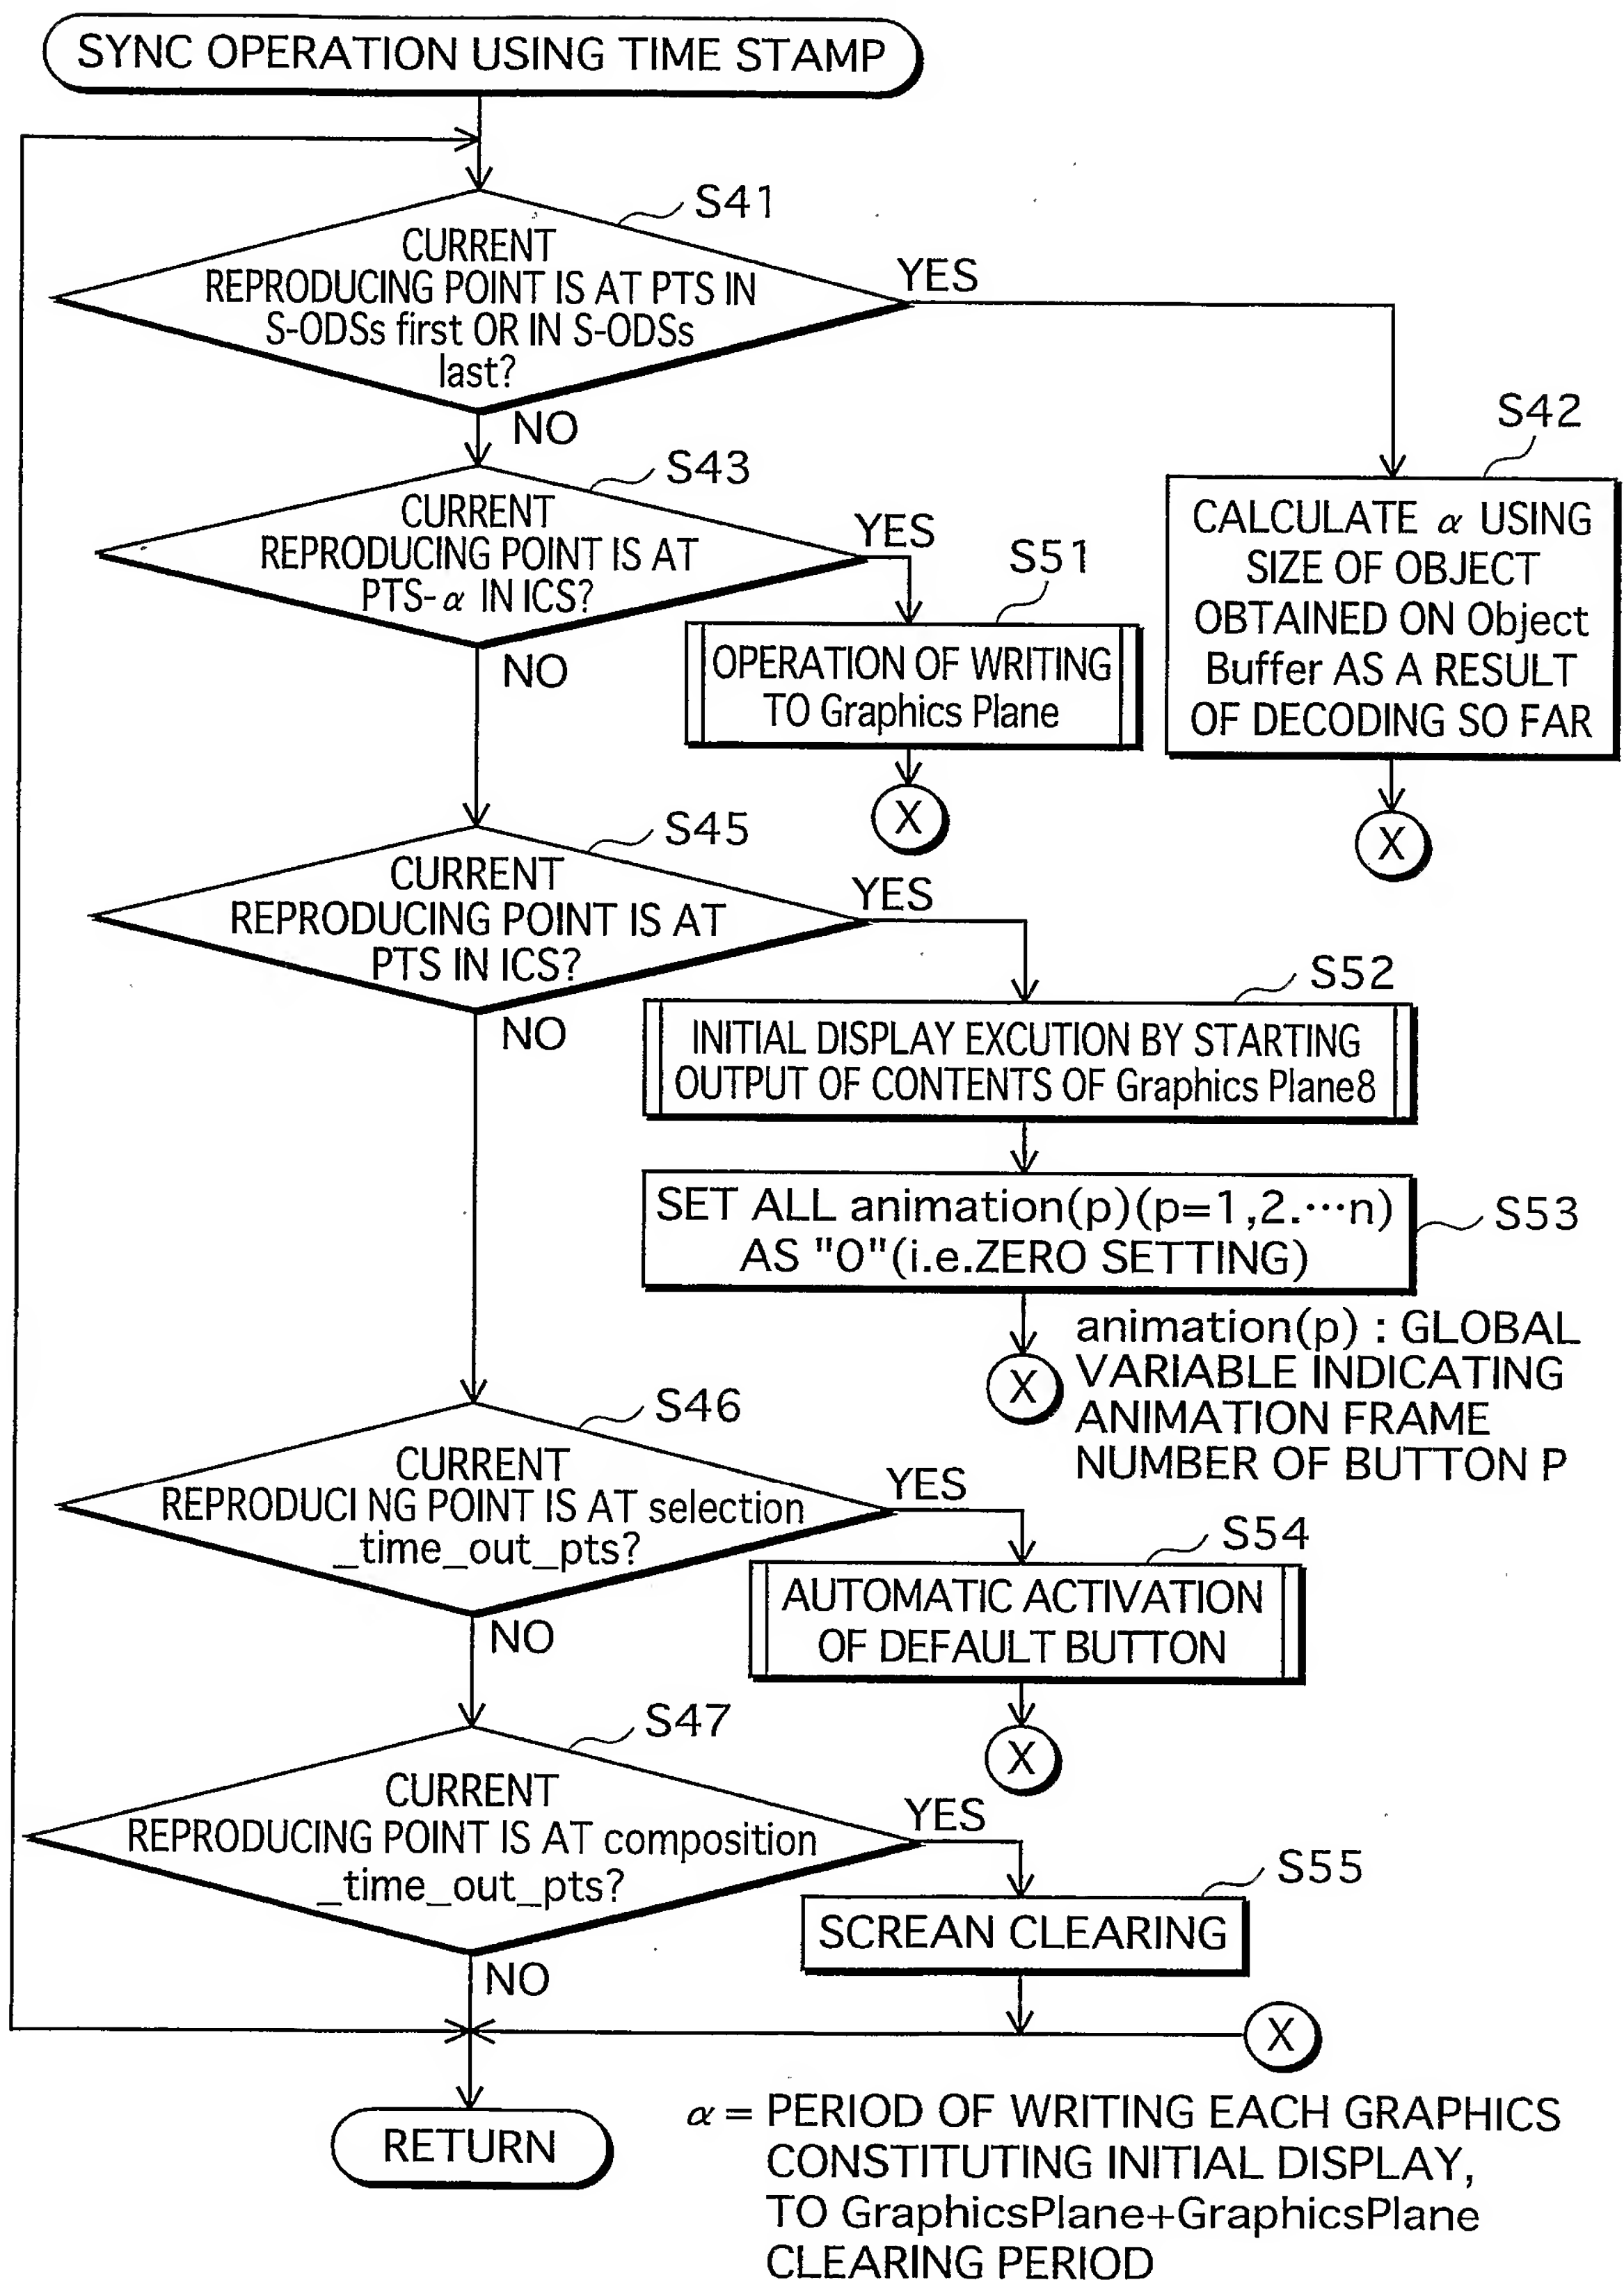 SYNC OPERATION USING TIME STAMP
S41
CURRENT
REPRODUCING POINT IS AT PTS IN
S-ODSs first OR IN S-ODSs
last?
YES
NO
S42
CALCULATE α USING
SIZE OF OBJECT
OBTAINED ON Object
Buffer AS A RESULT
OF DECODING SO FAR
X
S43
CURRENT
REPRODUCING POINT IS AT
PTS-α IN ICS?
YES
NO
S51
OPERATION OF WRITING
TO Graphics Plane
X
S45
CURRENT
REPRODUCING POINT IS AT
PTS IN ICS?
YES
NO
S52
INITIAL DISPLAY EXCUTION BY STARTING
OUTPUT OF CONTENTS OF Graphics Plane8
SET ALL animation(p)(p=1,2.···n)
AS "0"(i.e.ZERO SETTING)
S53
X
animation(p) : GLOBAL
VARIABLE INDICATING
ANIMATION FRAME
NUMBER OF BUTTON P
S46
CURRENT
REPRODUCI NG POINT IS AT selection
_time_out_pts?
YES
NO
S54
AUTOMATIC ACTIVATION
OF DEFAULT BUTTON
X
S47
CURRENT
REPRODUCING POINT IS AT composition
_time_out_pts?
YES
NO
S55
SCREAN CLEARING
X
RETURN
α = PERIOD OF WRITING EACH GRAPHICS
CONSTITUTING INITIAL DISPLAY,
TO GraphicsPlane+GraphicsPlane
CLEARING PERIOD